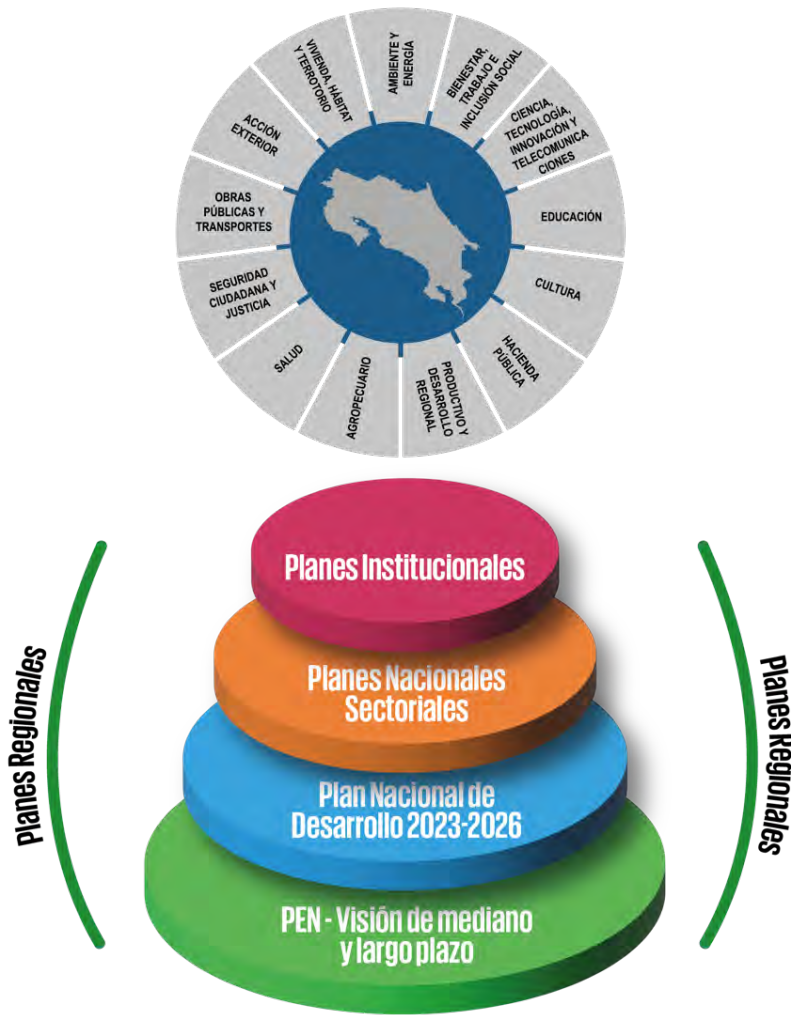 AMBIENTE Y
ENERGÍA
BIENESTAR,
TRABAJO E
INCLUSIÓN SOCIAL
CIENCIA,
TECNOLOGÍA,
INNOVACIÓN Y
TELECOMUNICA
CIONES
EDUCACIÓN
CULTURA
HACIENDA
PÚBLICA
PRODUCTIVO Y
DESARROLLO
REGIONAL
AGROPECUARIO
SALUD
SEGURIDAD
CIUDADANA Y
JUSTICIA
OBRAS
PÚBLICAS Y
TRANSPORTES
ACCIÓN
EXTERIOR
VIVIENDA, HÁBITAT
Y TERROTORIO
Planes Institucionales
Planes Nacionales
Sectoriales
Plan Nacional de
Desarrollo 2023-2026
PEN - Visión de mediano
y largo plazo
Planes Regionales
Planes Regionales